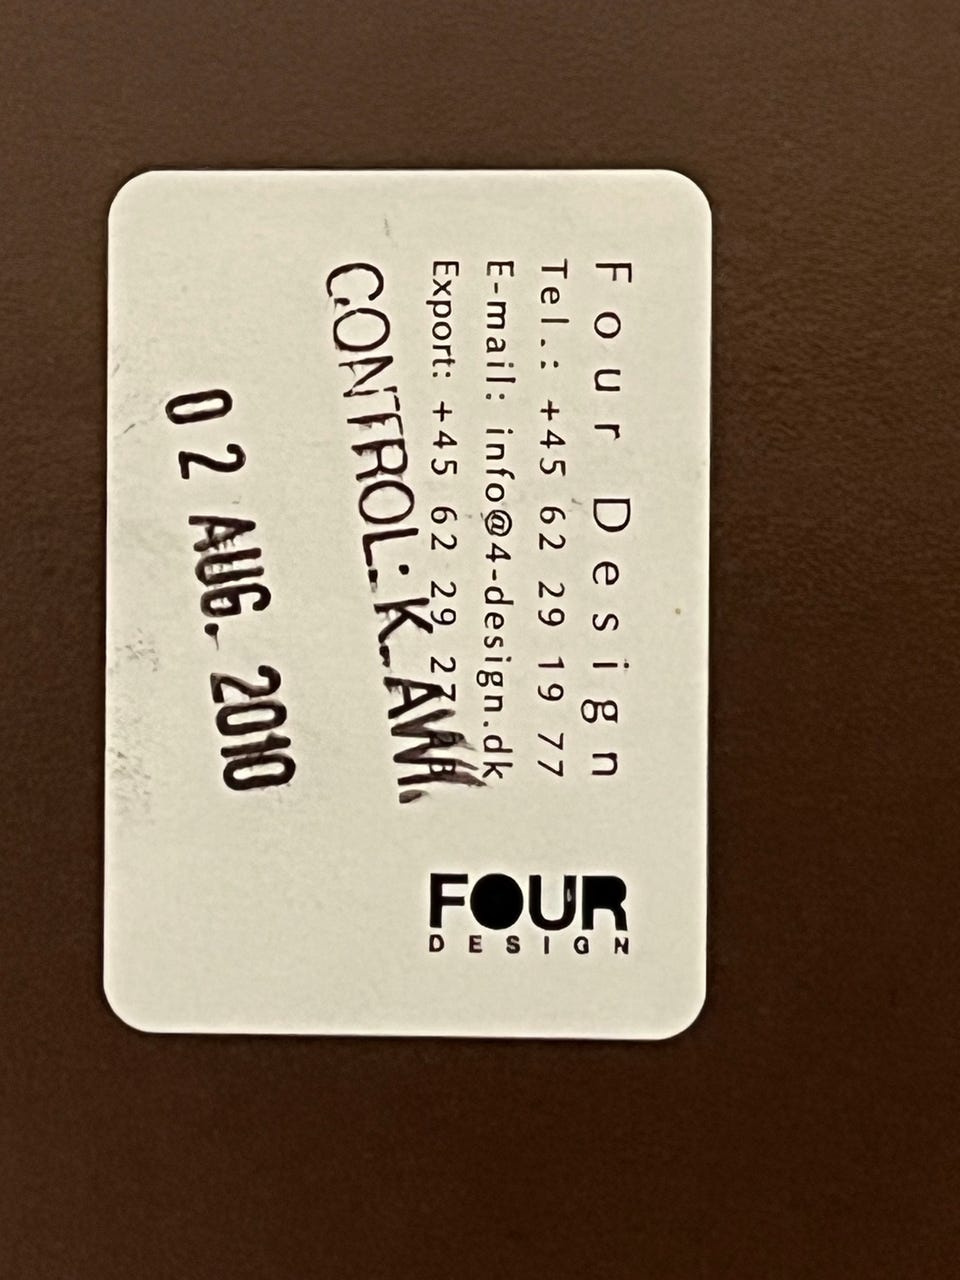 Four Design
Tel.: +45 62 29 19 77
E-mail: info@4-design.dk
Export: +45 62 29 27
CONTROL: K.
02 AUG. 2010
FOUR
DESIGN